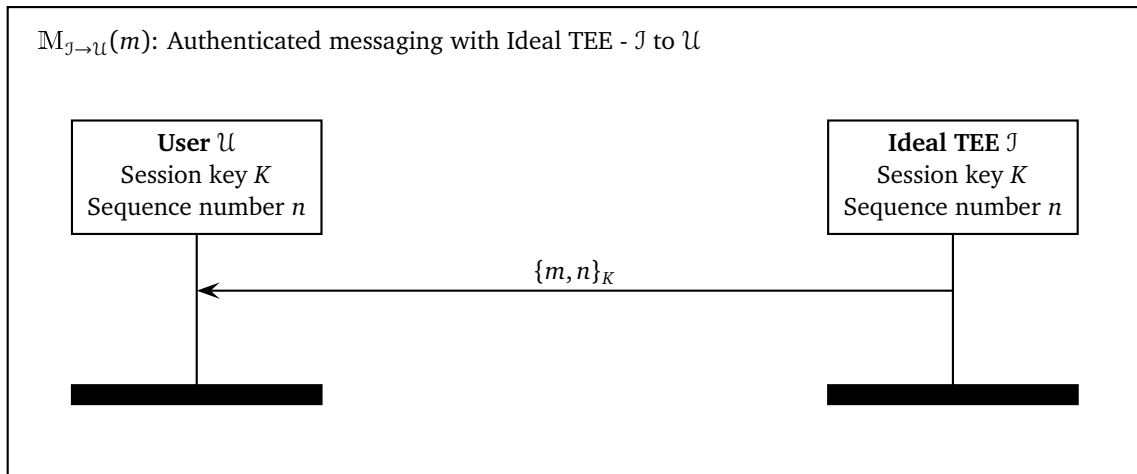 𝕄_{ℐ→𝒰}(m): Authenticated messaging with Ideal TEE - ℐ to 𝒰
User 𝒰
Session key K
Sequence number n
Ideal TEE ℐ
Session key K
Sequence number n
{m, n}_K